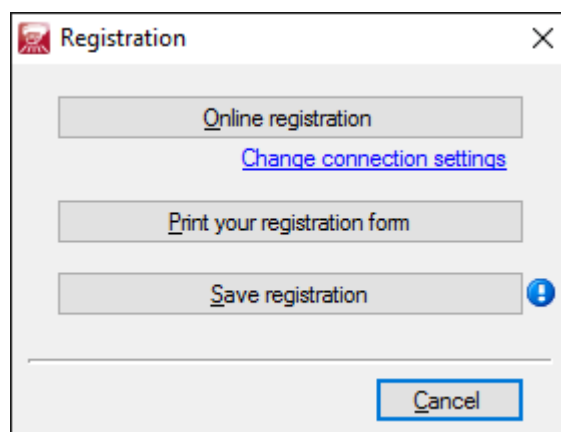 Registration
Online registration
Change connection settings
Print your registration form
Save registration
Cancel